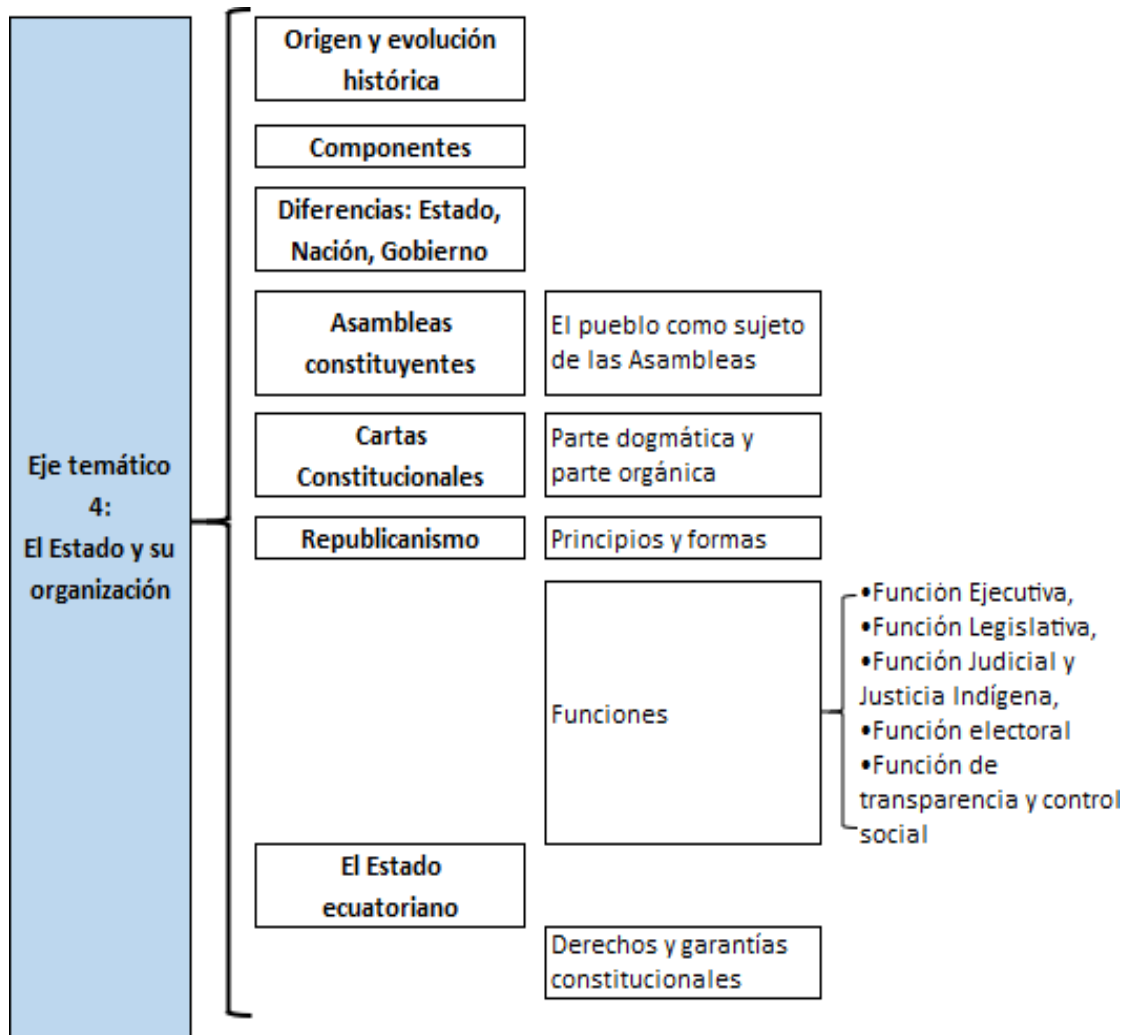 Eje temático
4:
El Estado y su
organización
Origen y evolución
histórica
Componentes
Diferencias: Estado,
Nación, Gobierno
Asambleas
constituyentes
El pueblo como sujeto
de las Asambleas
Cartas
Constitucionales
Parte dogmática y
parte orgánica
Republicanismo
Principios y formas
El Estado
ecuatoriano
Funciones
•Función Ejecutiva,
•Función Legislativa,
•Función Judicial y
Justicia Indígena,
•Función electoral
•Función de
transparencia y control
social
Derechos y garantías
constitucionales